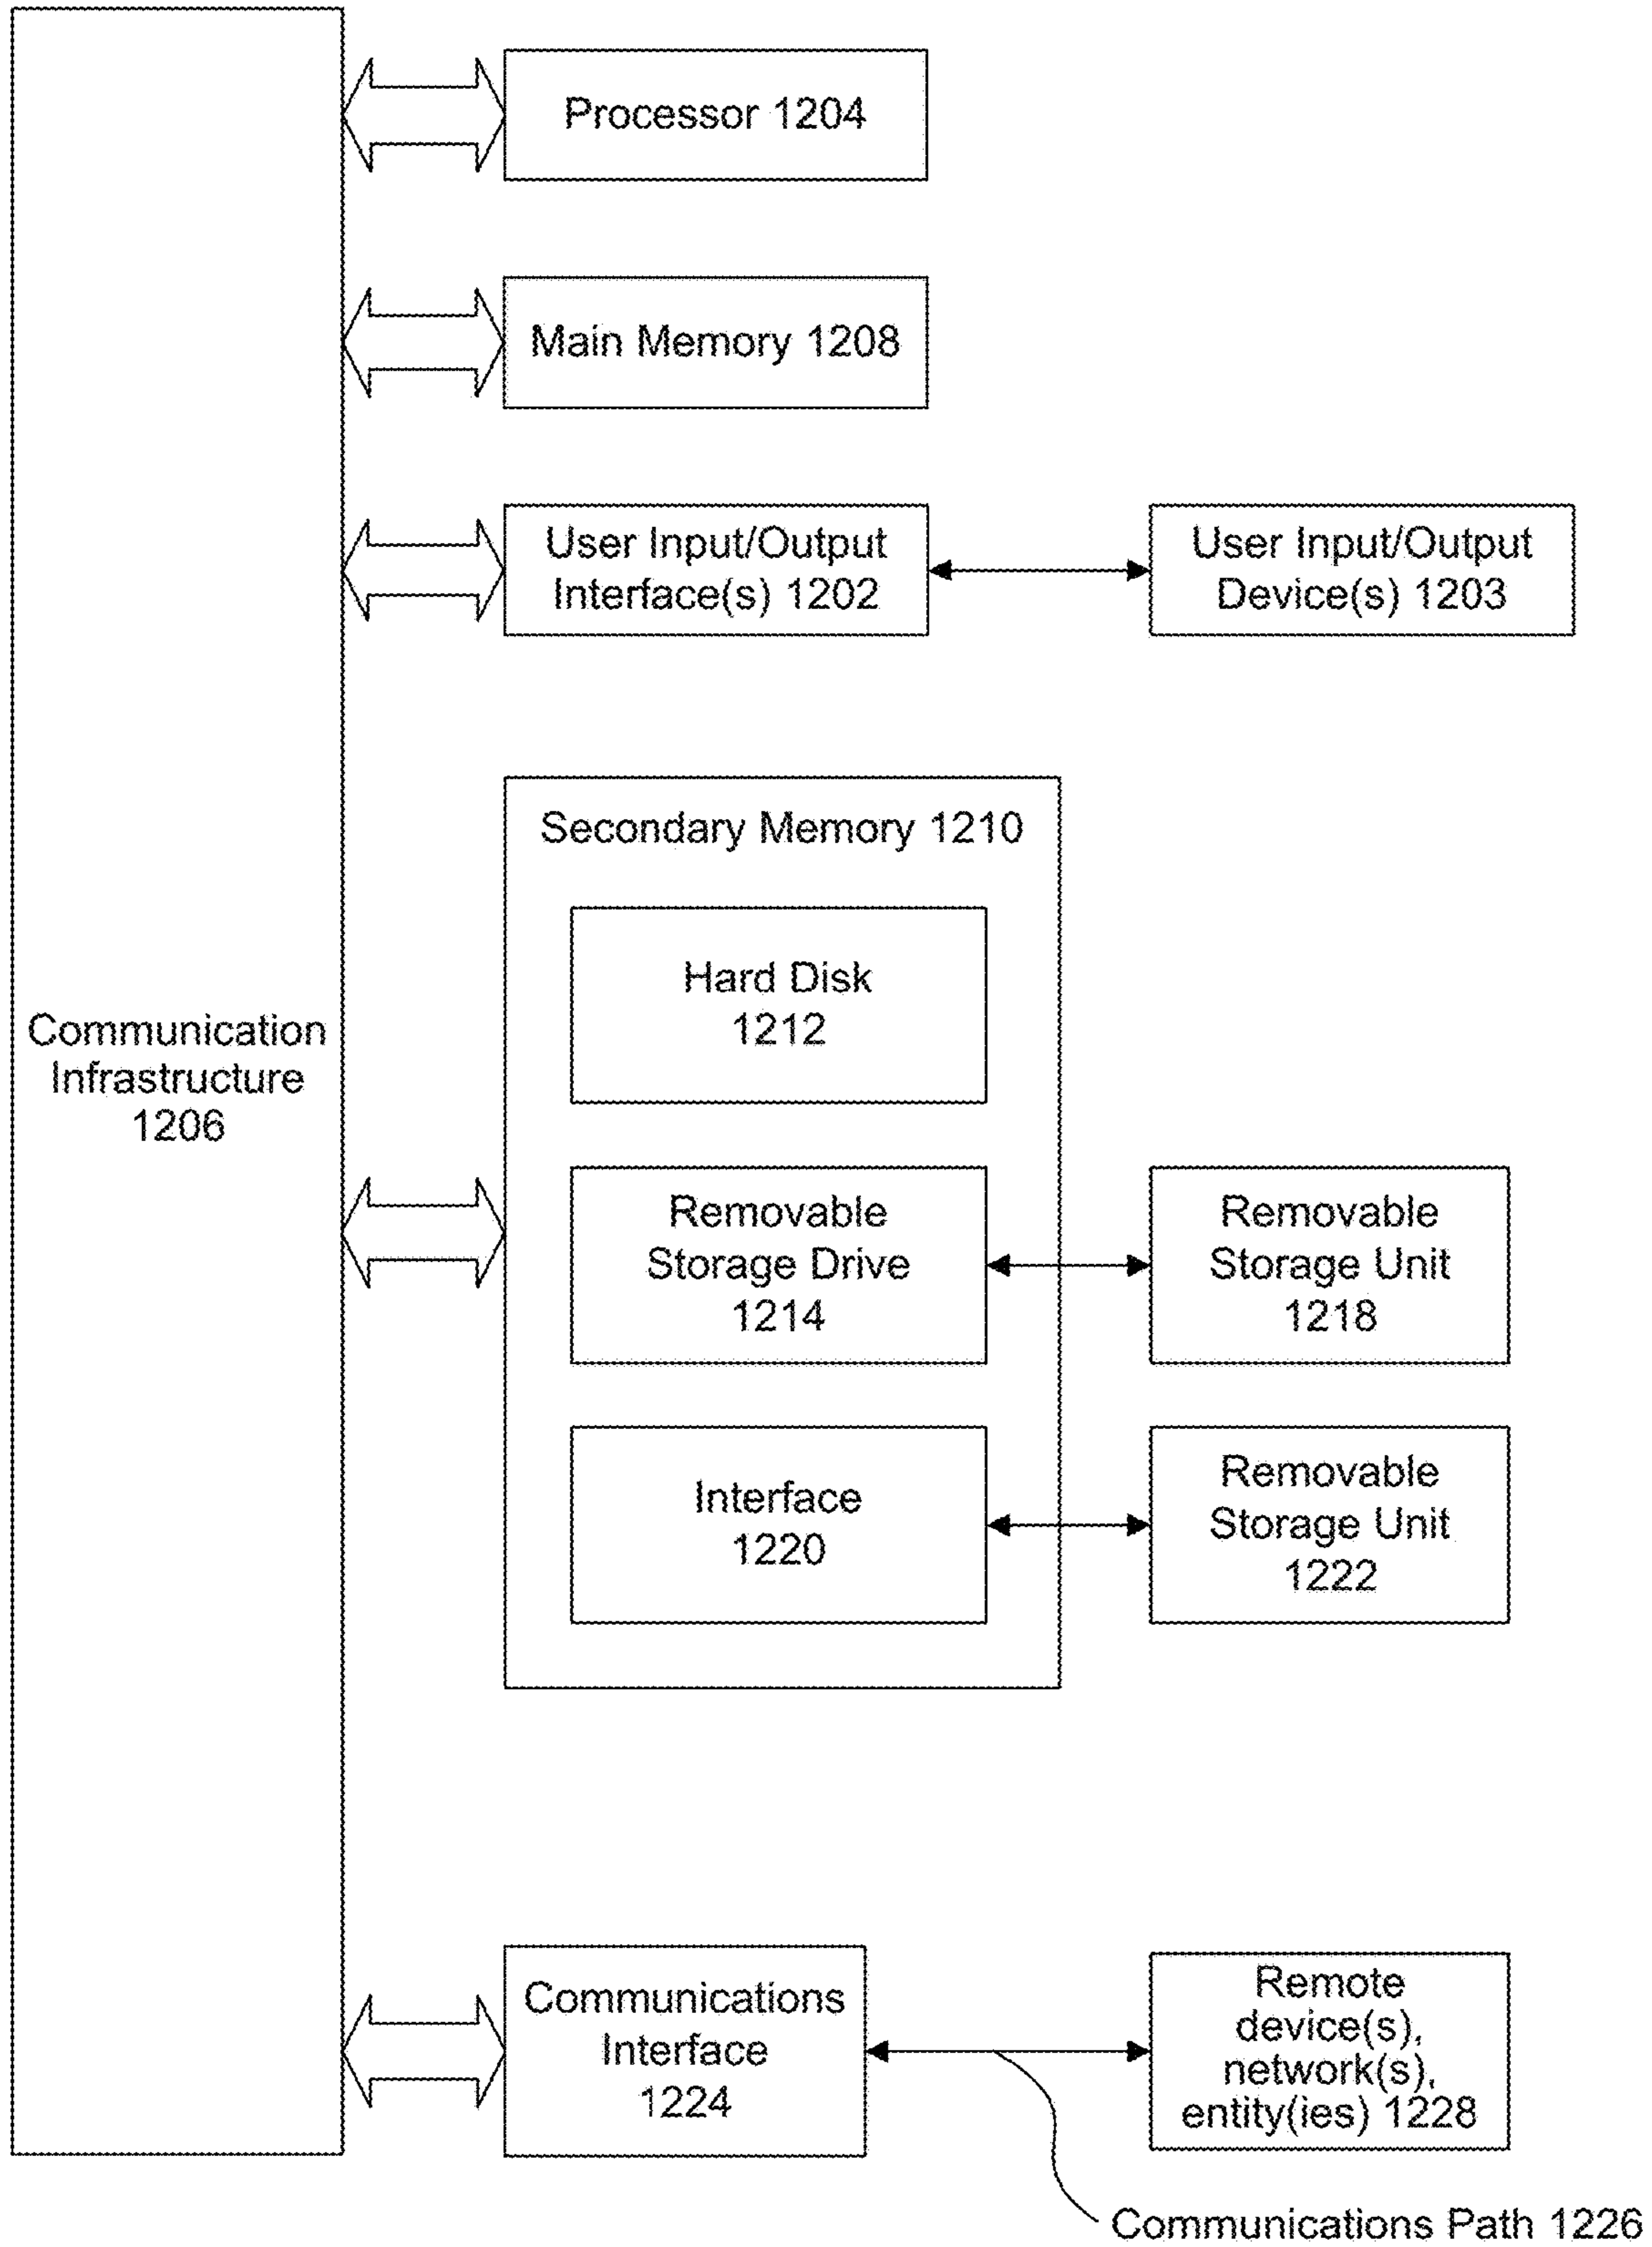 Processor 1204
Main Memory 1208
User Input/Output
Interface(s) 1202
User Input/Output
Device(s) 1203
Secondary Memory 1210
Hard Disk
1212
Communication
Infrastructure
1206
Removable
Storage Drive
1214
Removable
Storage Unit
1218
Interface
1220
Removable
Storage Unit
1222
Communications
Interface
1224
Remote
device(s),
network(s),
entity(ies) 1228
Communications Path 1226